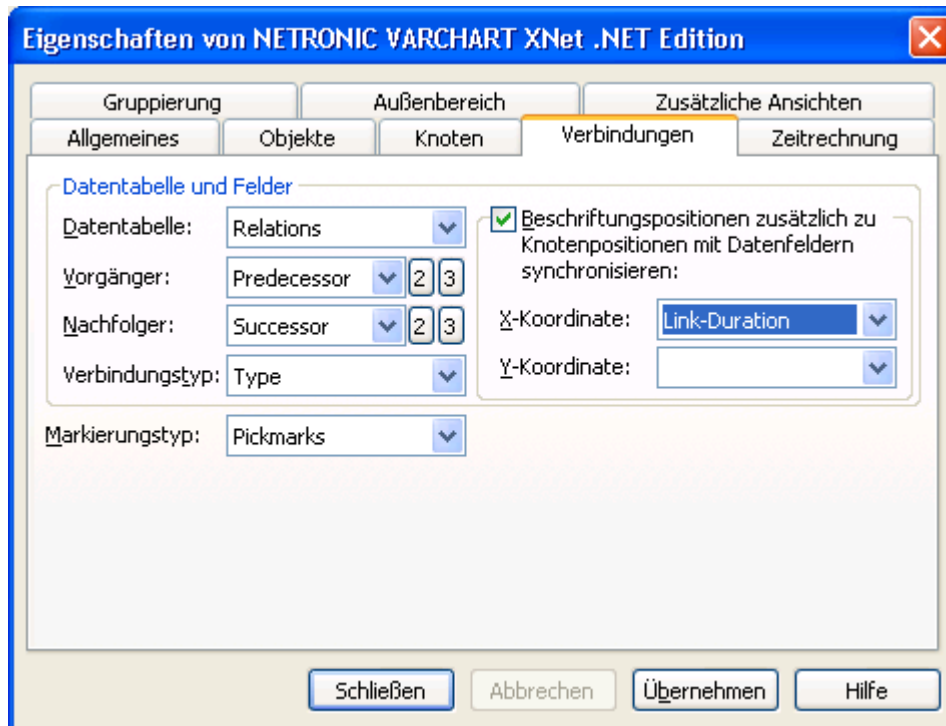 Eigenschaften von NETRONIC VARCHART XNet .NET Edition
Gruppierung Außenbereich Zusätzliche Ansichten
Allgemeines Objekte Knoten Verbindungen Zeitrechnung
Datentabelle und Felder
Datentabelle: Relations
Vorgänger: Predecessor 2 3
Nachfolger: Successor 2 3
Verbindungstyp: Type
Beschriftungspositionen zusätzlich zu
Knotenpositionen mit Datenfeldern
synchronisieren:
X-Koordinate: Link-Duration
Y-Koordinate:
Markierungstyp: Pickmarks
Schließen Abbrechen Übernehmen Hilfe